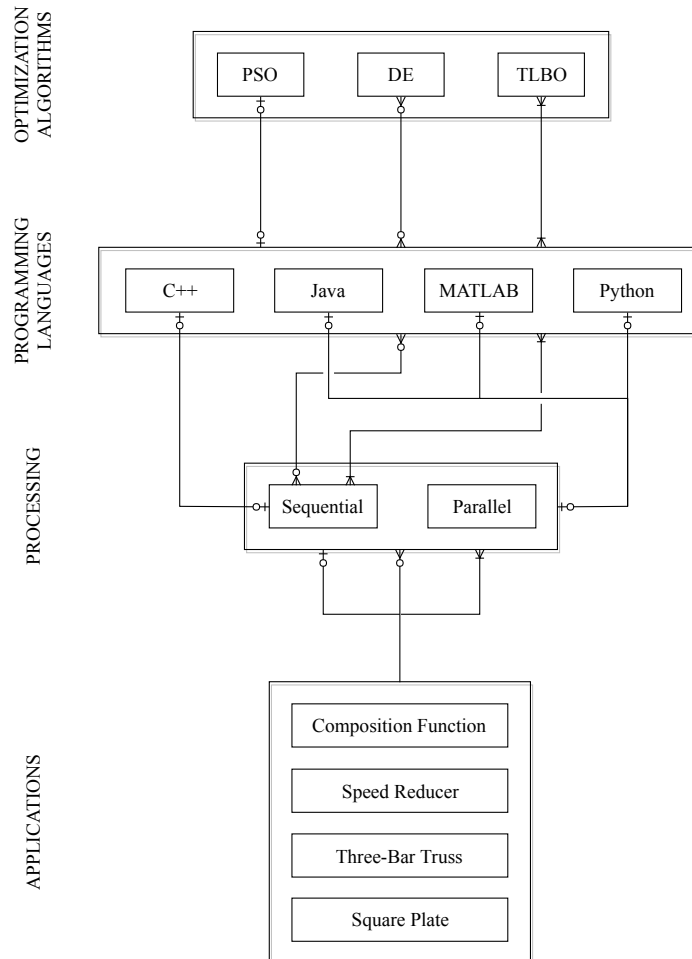 OPTIMIZATION
ALGORITHMS
PSO
DE
TLBO
PROGRAMMING
LANGUAGES
C++
Java
MATLAB
Python
PROCESSING
Sequential
Parallel
APPLICATIONS
Composition Function
Speed Reducer
Three-Bar Truss
Square Plate